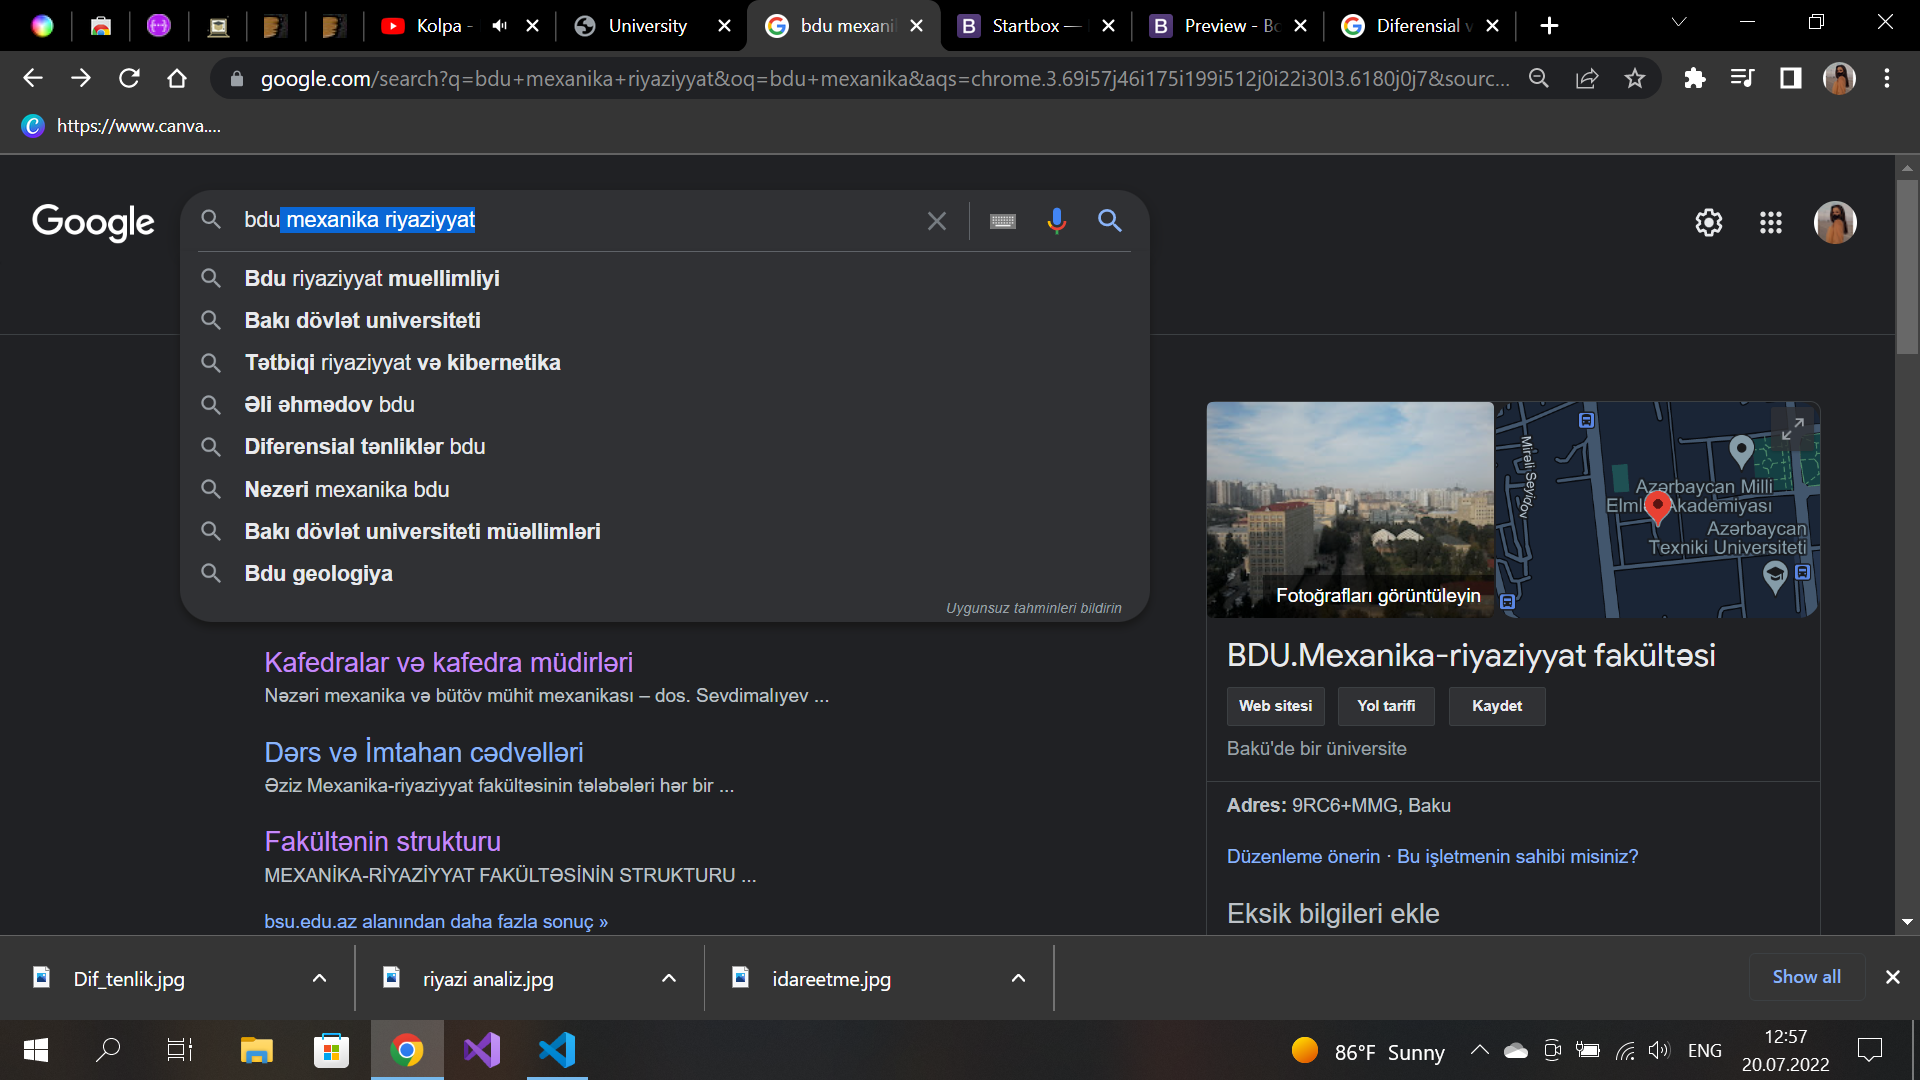 Kolpa -
University
bdu mexani
Startbox —
Preview - Bo
Diferensial v
google.com/search?q=bdu+mexanika+riyaziyyat&oq=bdu+mexanika&aqs=chrome.3.69i57j46i175i199i512j0i22i30l3.6180j0j7&sourc...
https://www.canva....
Google
bdu mexanika riyaziyyat
Bdu riyaziyyat muellimliyi
Bakı dövlət universiteti
Tətbiqi riyaziyyat və kibernetika
Əli əhmədov bdu
Diferensial tənliklər bdu
Nezeri mexanika bdu
Bakı dövlət universiteti müəllimləri
Bdu geologiya
Uygunsuz tahminleri bildirin
Kafedralar və kafedra müdirləri
Nəzəri mexanika və bütöv mühit mexanikası – dos. Sevdimalıyev ...
Dərs və İmtahan cədvəlləri
Əziz Mexanika-riyaziyyat fakültəsinin tələbələri hər bir ...
Fakültənin strukturu
MEXANİKA-RİYAZİYYAT FAKÜLTƏSİNİN STRUKTURU ...
bsu.edu.az alanından daha fazla sonuç »
Fotoğrafları görüntüleyin
Mirəli Seyidov
Azərbaycan Milli
Elmlər Akademiyası
Azərbaycan
Texniki Universiteti
BDU.Mexanika-riyaziyyat fakültəsi
Web sitesi
Yol tarifi
Kaydet
Bakü'de bir üniversite
Adres: 9RC6+MMG, Baku
Düzenleme önerin · Bu işletmenin sahibi misiniz?
Eksik bilgileri ekle
Dif_tenlik.jpg
riyazi analiz.jpg
idareetme.jpg
Show all
86°F Sunny
ENG
12:57
20.07.2022